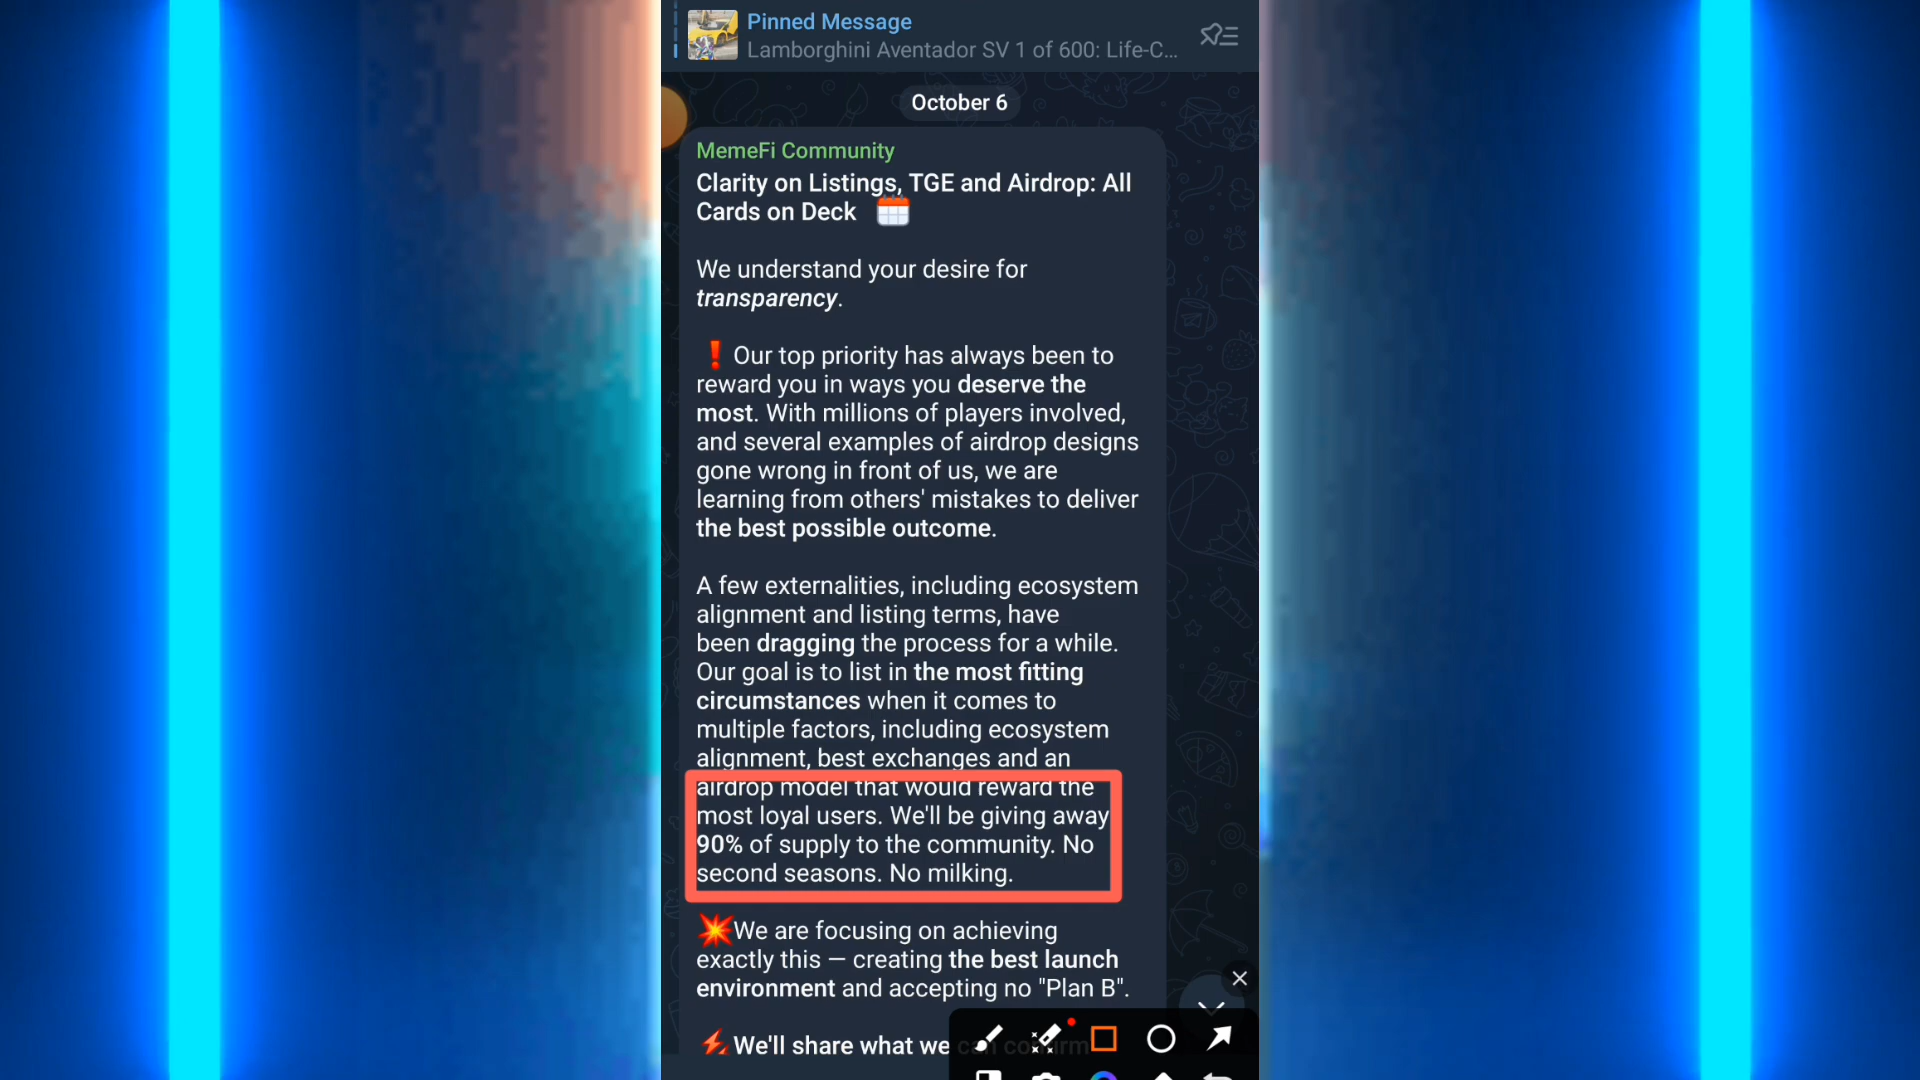 Pinned Message
Lamborghini Aventador SV 1 of 600: Life-C...
October 6
MemeFi Community
Clarity on Listings, TGE and Airdrop: All
Cards on Deck
We understand your desire for
transparency.
❗ Our top priority has always been to
reward you in ways you deserve the
most. With millions of players involved,
and several examples of airdrop designs
gone wrong in front of us, we are
learning from others' mistakes to deliver
the best possible outcome.
A few externalities, including ecosystem
alignment and listing terms, have
been dragging the process for a while.
Our goal is to list in the most fitting
circumstances when it comes to
multiple factors, including ecosystem
alignment, best exchanges and an
airdrop model that would reward the
most loyal users. We'll be giving away
90% of supply to the community. No
second seasons. No milking.
💥We are focusing on achieving
exactly this — creating the best launch
environment and accepting no "Plan B".
⚡We'll share what we can confirm